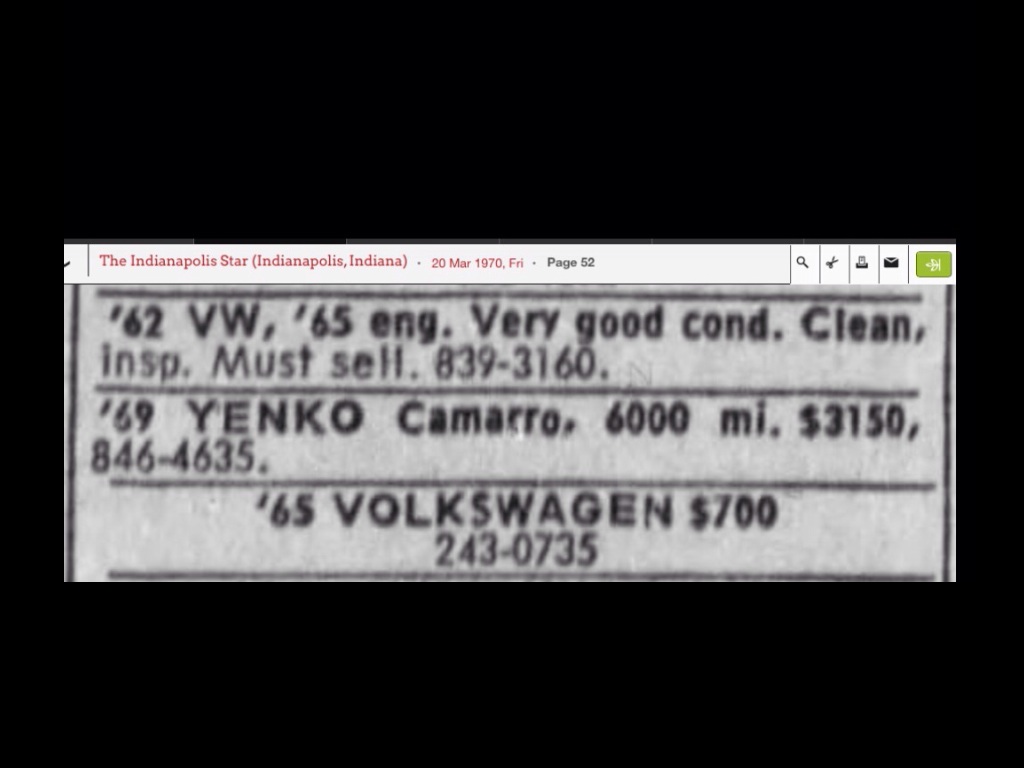 The Indianapolis Star (Indianapolis, Indiana) · 20 Mar 1970, Fri · Page 52
'62 VW, '65 eng. Very good cond. Clean,
insp. Must sell. 839-3160.
'69 YENKO Camarro, 6000 mi. $3150,
846-4635.
'65 VOLKSWAGEN $700
243-0735